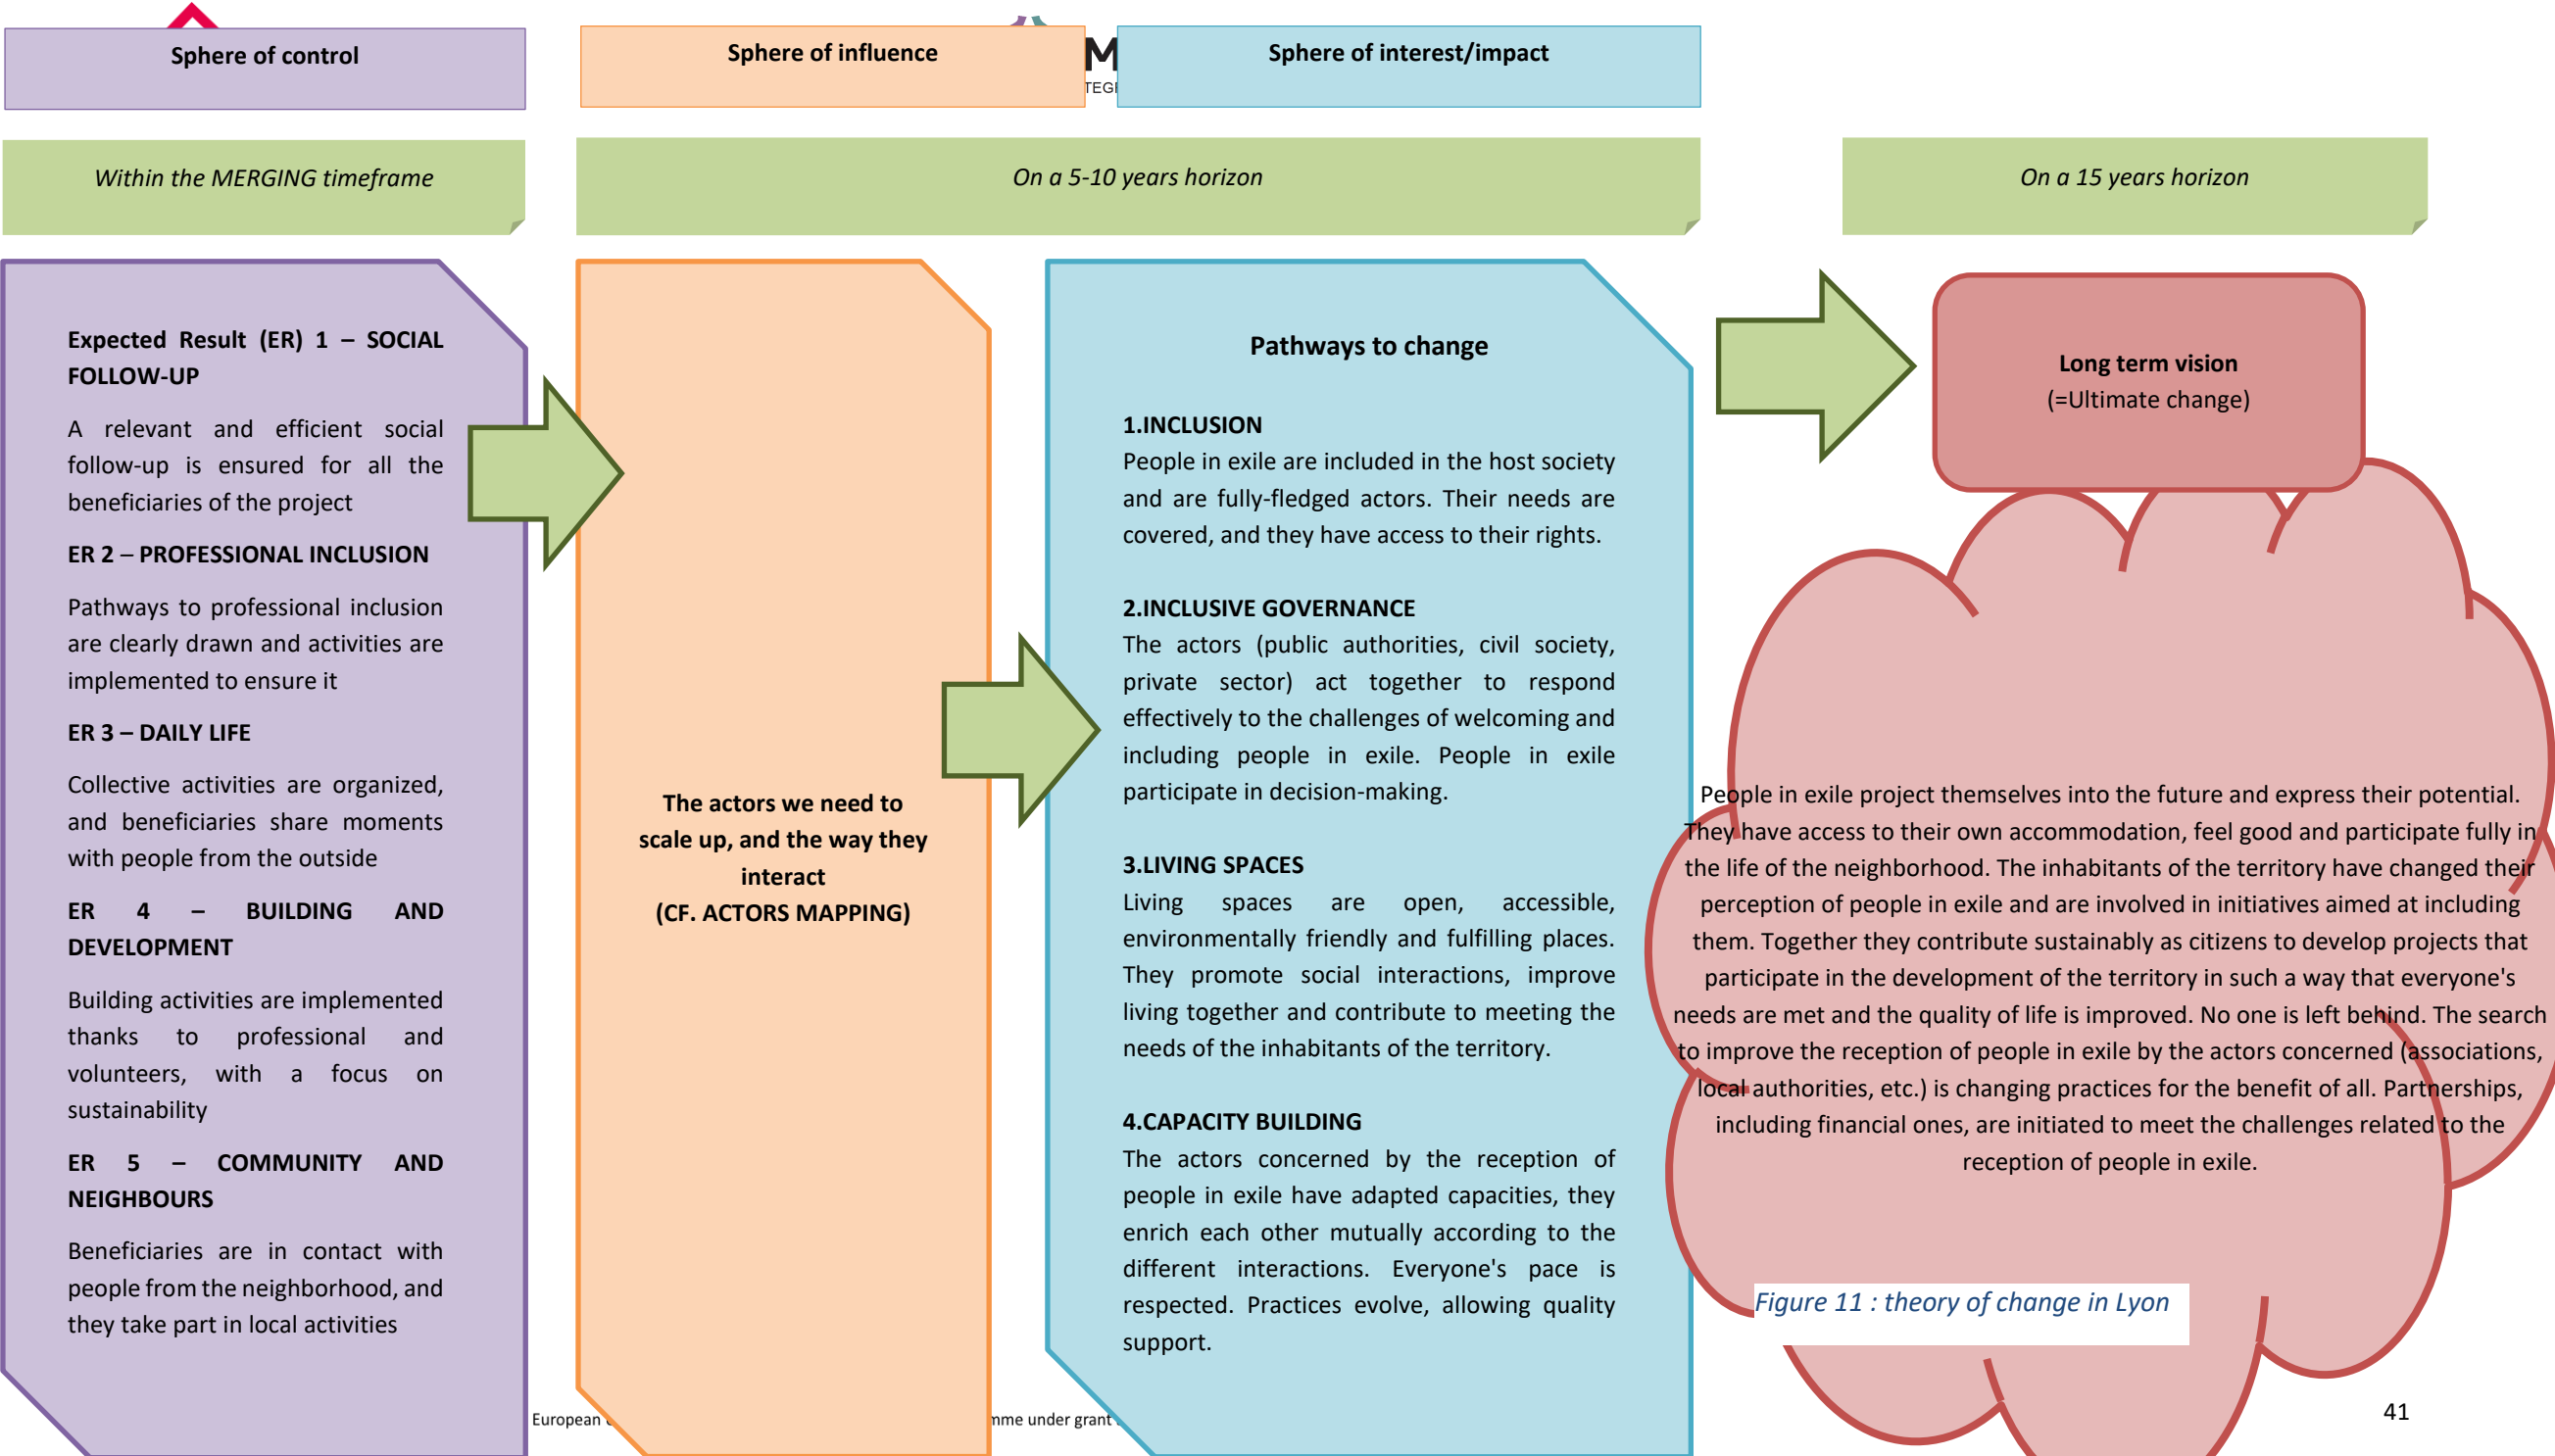 Sphere of control
Sphere of influence
M
TEG
Sphere of interest/impact
Within the MERGING timeframe
On a 5-10 years horizon
On a 15 years horizon
Expected Result (ER) 1 – SOCIAL
FOLLOW-UP
A relevant and efficient social
follow-up is ensured for all the
beneficiaries of the project
ER 2 – PROFESSIONAL INCLUSION
Pathways to professional inclusion
are clearly drawn and activities are
implemented to ensure it
ER 3 – DAILY LIFE
Collective activities are organized,
and beneficiaries share moments
with people from the outside
ER 4 – BUILDING AND
DEVELOPMENT
Building activities are implemented
thanks to professional and
volunteers, with a focus on
sustainability
ER 5 – COMMUNITY AND
NEIGHBOURS
Beneficiaries are in contact with
people from the neighborhood, and
they take part in local activities
The actors we need to
scale up, and the way they
interact
(CF. ACTORS MAPPING)
Pathways to change
1.INCLUSION
People in exile are included in the host society
and are fully-fledged actors. Their needs are
covered, and they have access to their rights.
2.INCLUSIVE GOVERNANCE
The actors (public authorities, civil society,
private sector) act together to respond
effectively to the challenges of welcoming and
including people in exile. People in exile
participate in decision-making.
3.LIVING SPACES
Living spaces are open, accessible,
environmentally friendly and fulfilling places.
They promote social interactions, improve
living together and contribute to meeting the
needs of the inhabitants of the territory.
4.CAPACITY BUILDING
The actors concerned by the reception of
people in exile have adapted capacities, they
enrich each other mutually according to the
different interactions. Everyone's pace is
respected. Practices evolve, allowing quality
support.
Long term vision
(=Ultimate change)
People in exile project themselves into the future and express their potential.
They have access to their own accommodation, feel good and participate fully in
the life of the neighborhood. The inhabitants of the territory have changed their
perception of people in exile and are involved in initiatives aimed at including
them. Together they contribute sustainably as citizens to develop projects that
participate in the development of the territory in such a way that everyone's
needs are met and the quality of life is improved. No one is left behind. The search
to improve the reception of people in exile by the actors concerned (associations,
local authorities, etc.) is changing practices for the benefit of all. Partnerships,
including financial ones, are initiated to meet the challenges related to the
reception of people in exile.
Figure 11 : theory of change in Lyon
European
mme under grant
41